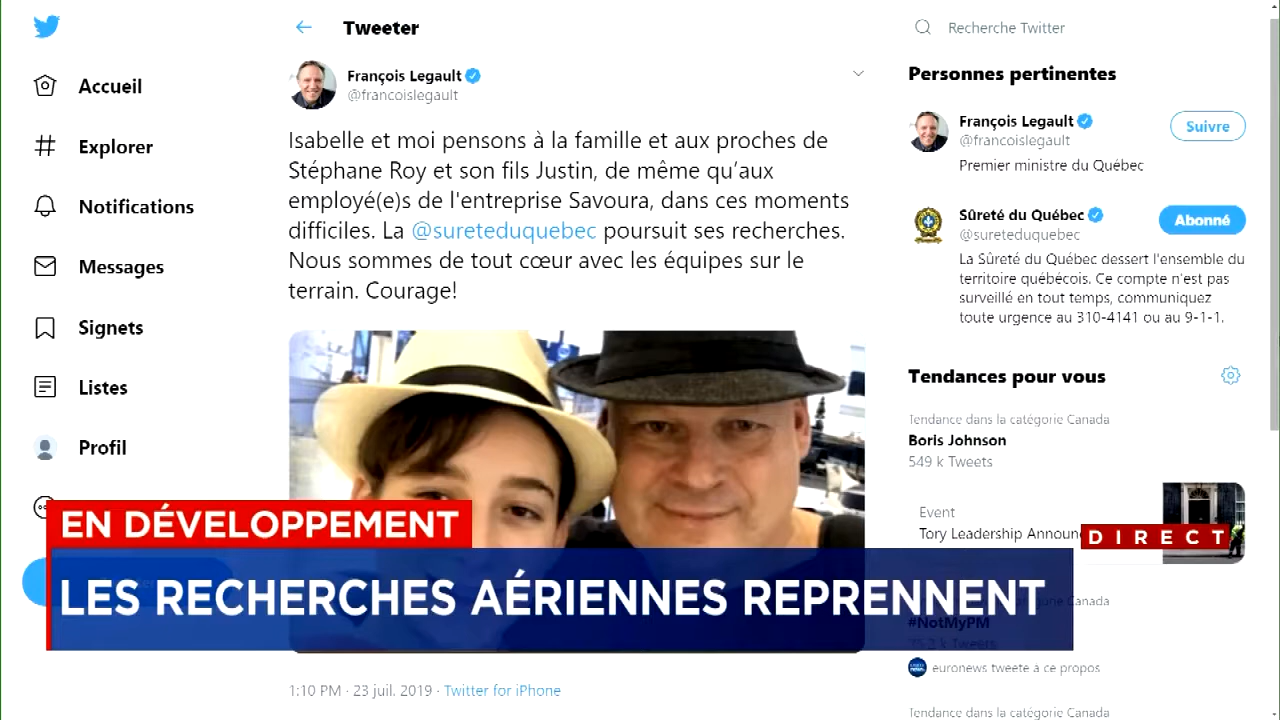 Tweeter
Recherche Twitter
Accueil
Explorer
Notifications
Messages
Signets
Listes
Profil
François Legault
@francoislegault
Isabelle et moi pensons à la famille et aux proches de
Stéphane Roy et son fils Justin, de même qu’aux
employé(e)s de l'entreprise Savoura, dans ces moments
difficiles. La @sureteduquebec poursuit ses recherches.
Nous sommes de tout cœur avec les équipes sur le
terrain. Courage!
1:10 PM · 23 juil. 2019 · Twitter for iPhone
Personnes pertinentes
François Legault
@francoislegault
Suivre
Premier ministre du Québec
Sûreté du Québec
@sureteduquebec
Abonné
La Sûreté du Québec dessert l'ensemble du
territoire québécois. Ce compte n'est pas
surveillé en tout temps, communiquez
toute urgence au 310-4141 ou au 9-1-1.
Tendances pour vous
Tendance dans la catégorie Canada
Boris Johnson
549 k Tweets
Event
Tory Leadership Announ
DIRECT
Canada
#NotMyPM
euronews tweete à ce propos
Tendance dans la catégorie Canada
EN DÉVELOPPEMENT
LES RECHERCHES AÉRIENNES REPRENNENT